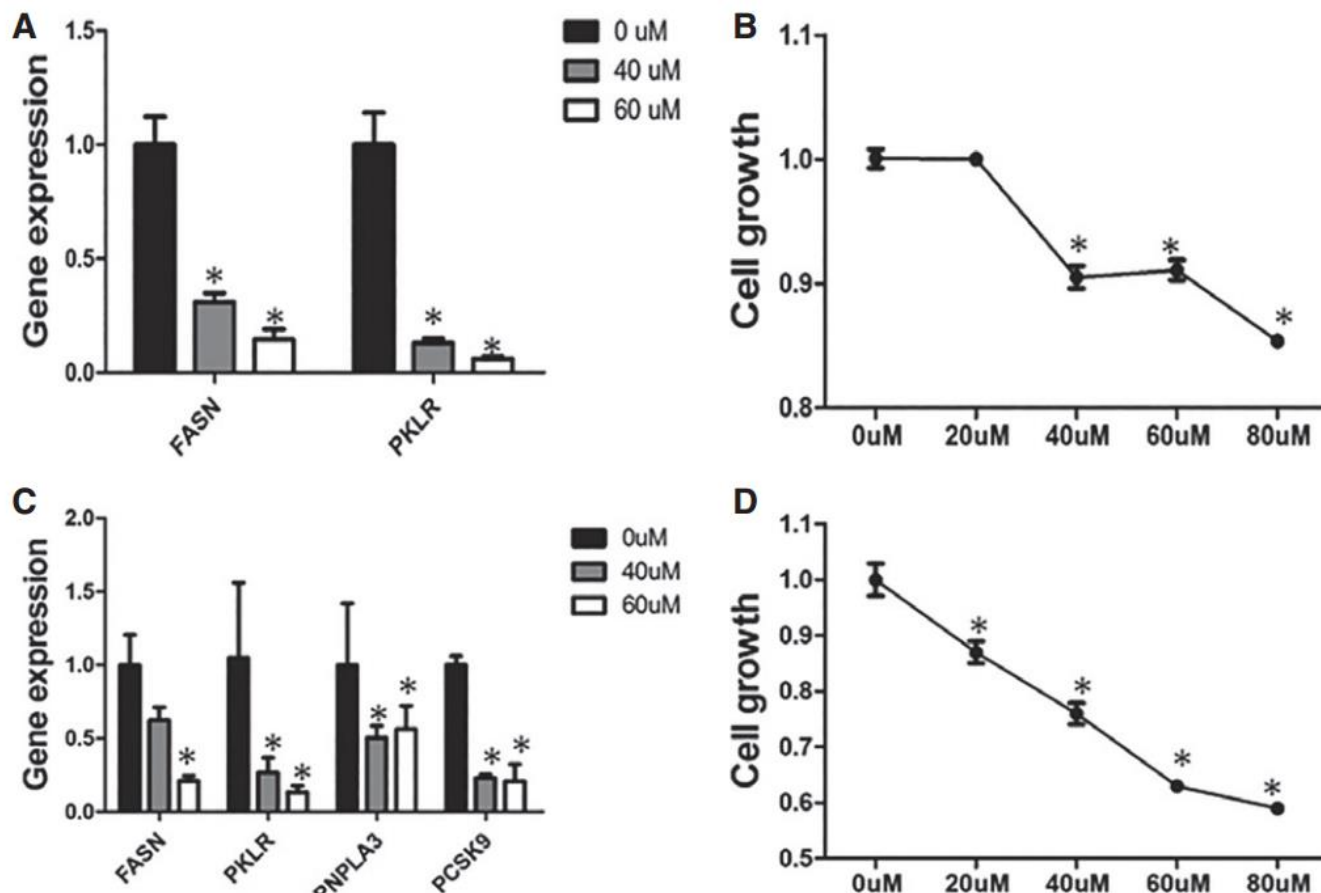 A
Gene expression
1.5
1.0
0.5
0.0
*
*
*
*
FASN
PKLR
0 uM
40 uM
60 uM
B
Cell growth
1.1
1.0
0.9
0.8
*
*
*
0uM 20uM 40uM 60uM 80uM
C
Gene expression
2.0
1.5
1.0
0.5
0.0
*
*
*
*
*
*
*
FASN
PKLR
PNPLA3
PCSK9
0uM
40uM
60uM
D
Cell growth
1.1
1.0
0.9
0.8
0.7
0.6
0.5
*
*
*
*
0uM 20uM 40uM 60uM 80uM